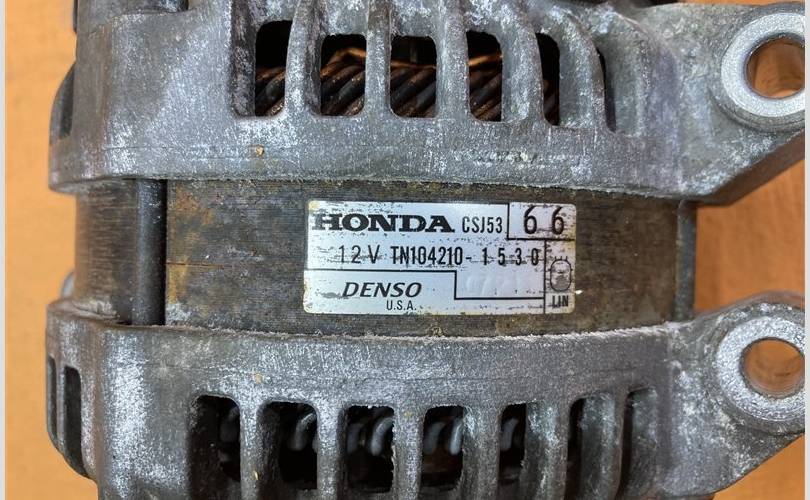 HONDA CSJ53 66
12V TN104210-1530
DENSO
U.S.A.
LIN